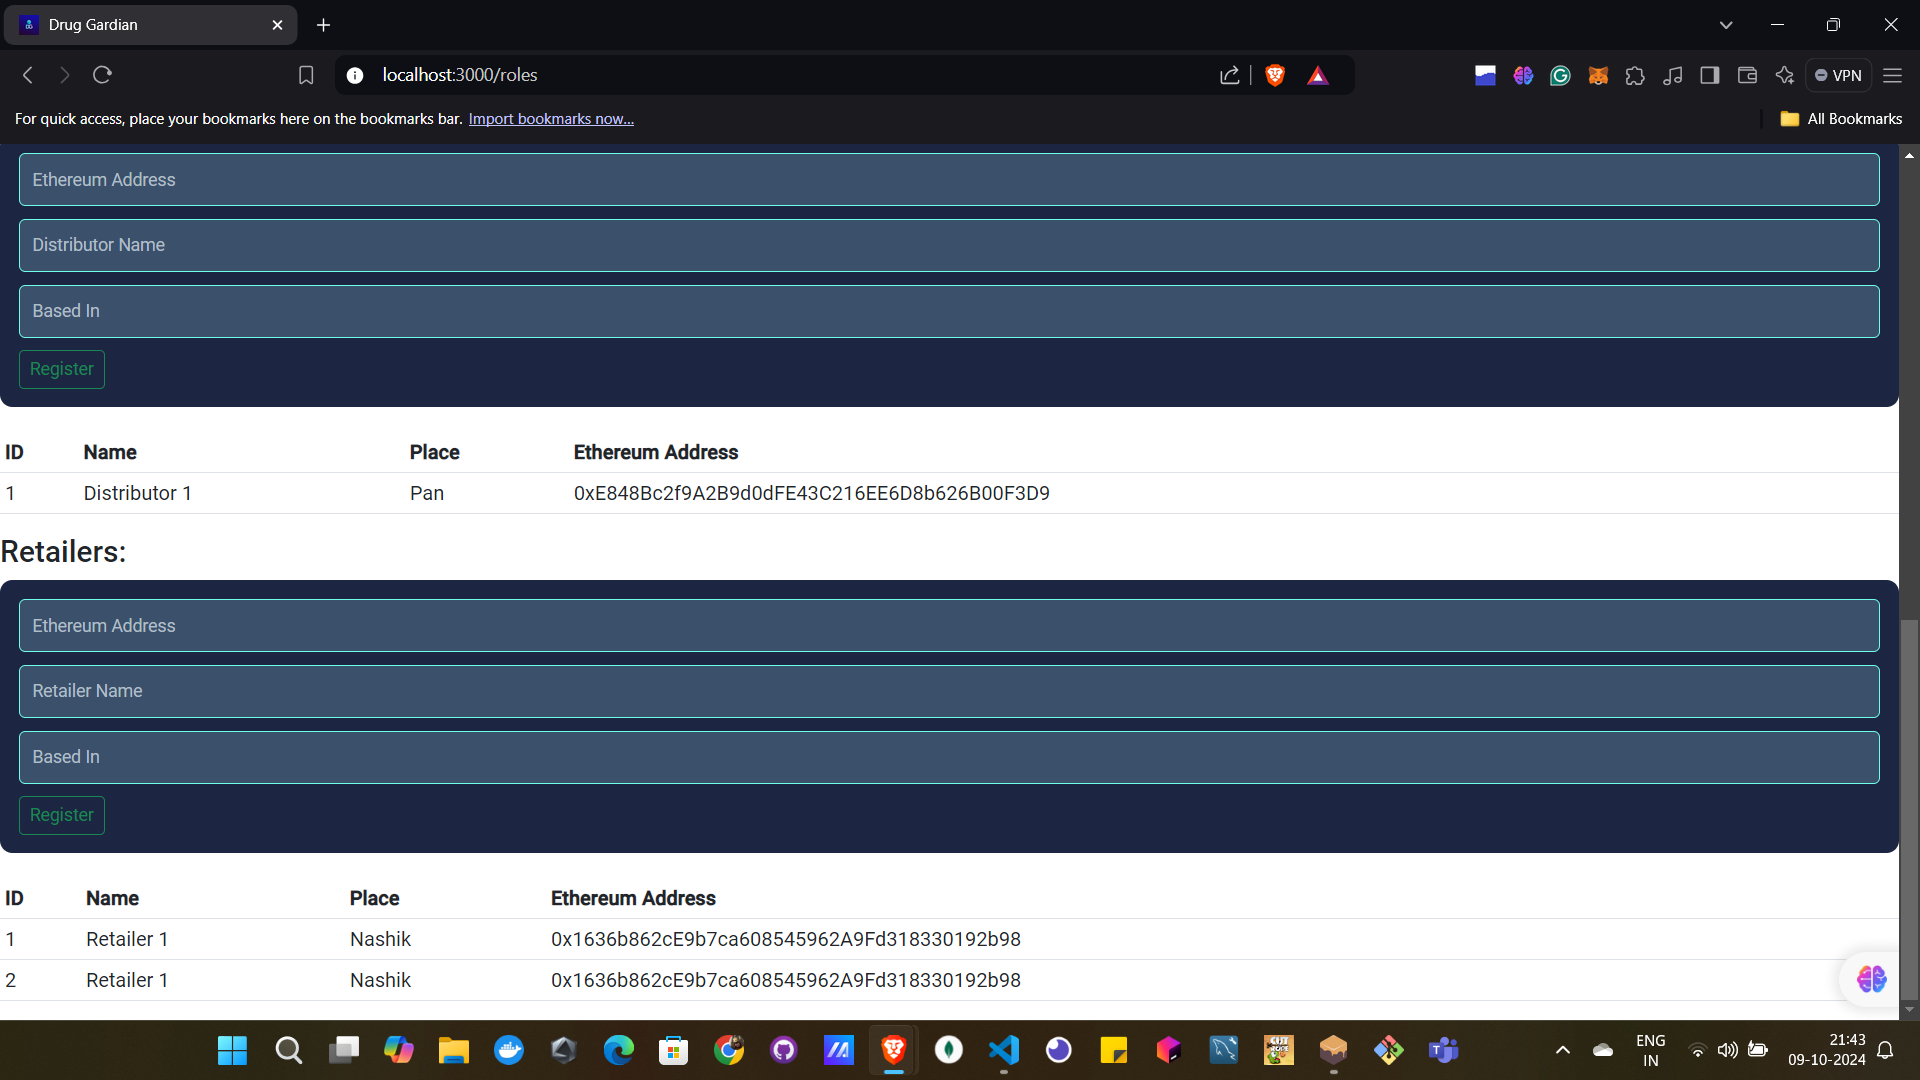 Drug Gardian
localhost:3000/roles
VPN
For quick access, place your bookmarks here on the bookmarks bar. Import bookmarks now...
All Bookmarks
Ethereum Address
Distributor Name
Based In
Register
ID Name Place Ethereum Address
1 Distributor 1 Pan 0xE848Bc2f9A2B9d0dFE43C216EE6D8b626B00F3D9
Retailers:
Ethereum Address
Retailer Name
Based In
Register
ID Name Place Ethereum Address
1 Retailer 1 Nashik 0x1636b862cE9b7ca608545962A9Fd318330192b98
2 Retailer 1 Nashik 0x1636b862cE9b7ca608545962A9Fd318330192b98
ENG
IN
21:43
09-10-2024